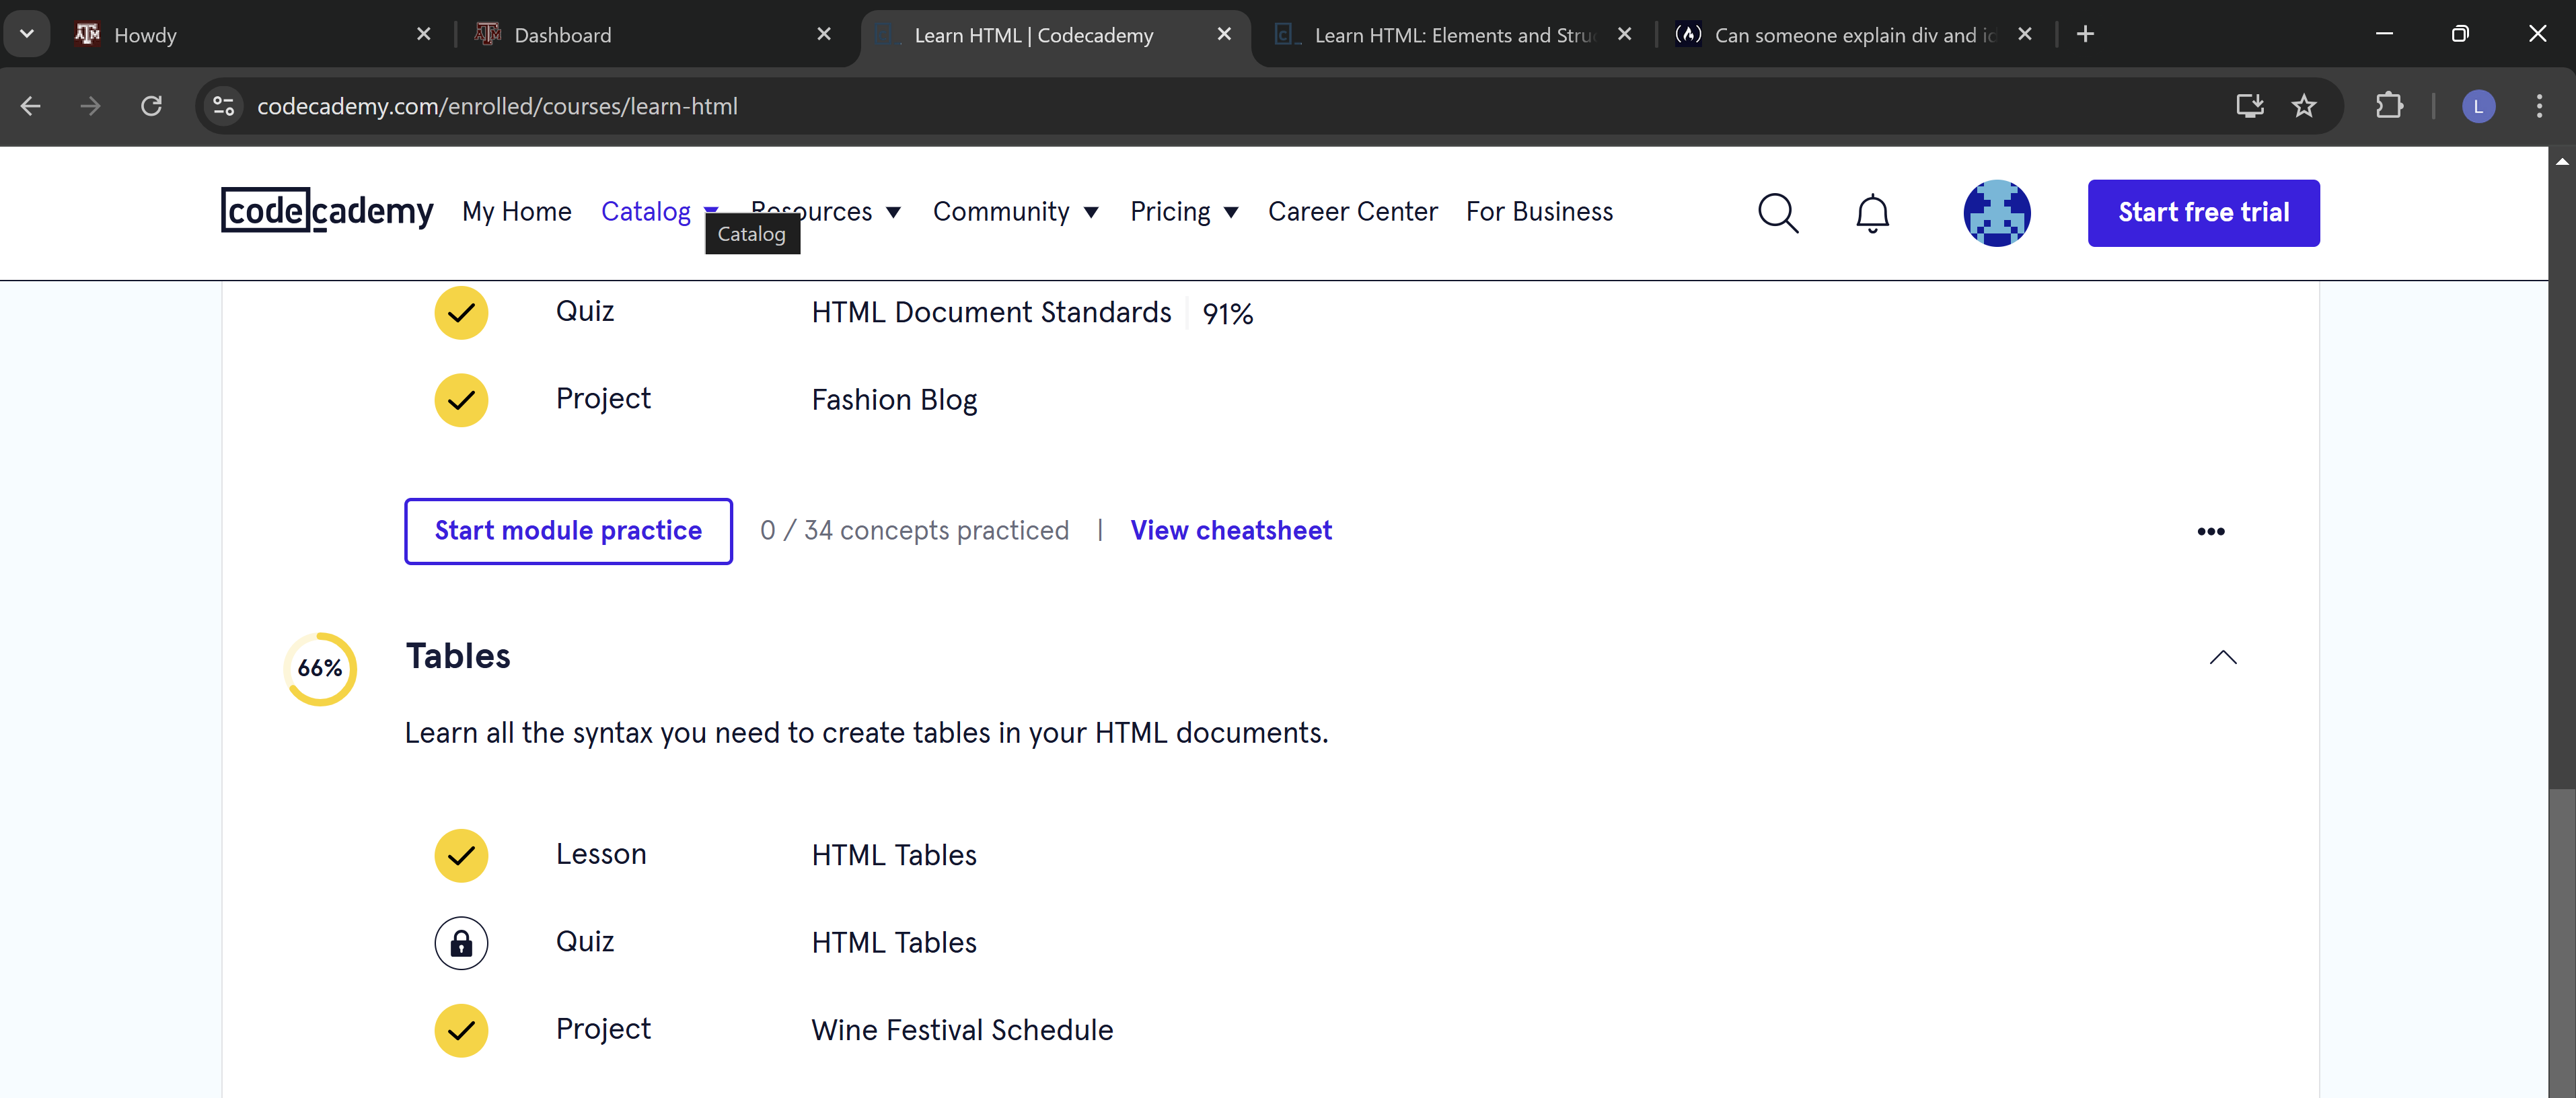 Howdy
Dashboard
Learn HTML | Codecademy
Learn HTML: Elements and Struc
Can someone explain div and id
codecademy.com/enrolled/courses/learn-html
L
codecademy
My Home
Catalog
Resources
Community
Pricing
Career Center
For Business
Start free trial
Catalog
Quiz HTML Document Standards 91%
Project Fashion Blog
Start module practice 0 / 34 concepts practiced | View cheatsheet
66% Tables
Learn all the syntax you need to create tables in your HTML documents.
Lesson HTML Tables
Quiz HTML Tables
Project Wine Festival Schedule